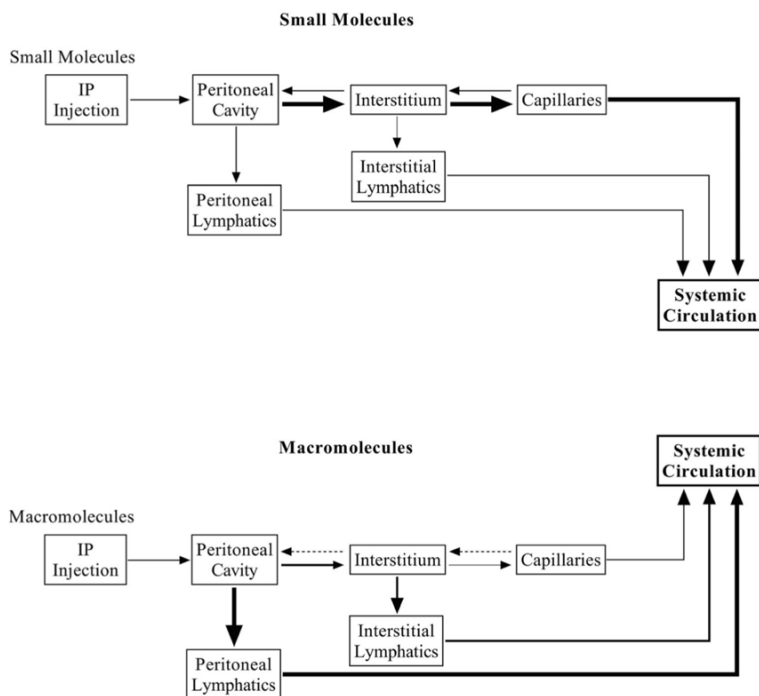 Small Molecules
Small Molecules
IP
Injection
Peritoneal
Cavity
Interstitium
Capillaries
Interstitial
Lymphatics
Peritoneal
Lymphatics
Systemic
Circulation
Macromolecules
Systemic
Circulation
Macromolecules
IP
Injection
Peritoneal
Cavity
Interstitium
Capillaries
Interstitial
Lymphatics
Peritoneal
Lymphatics